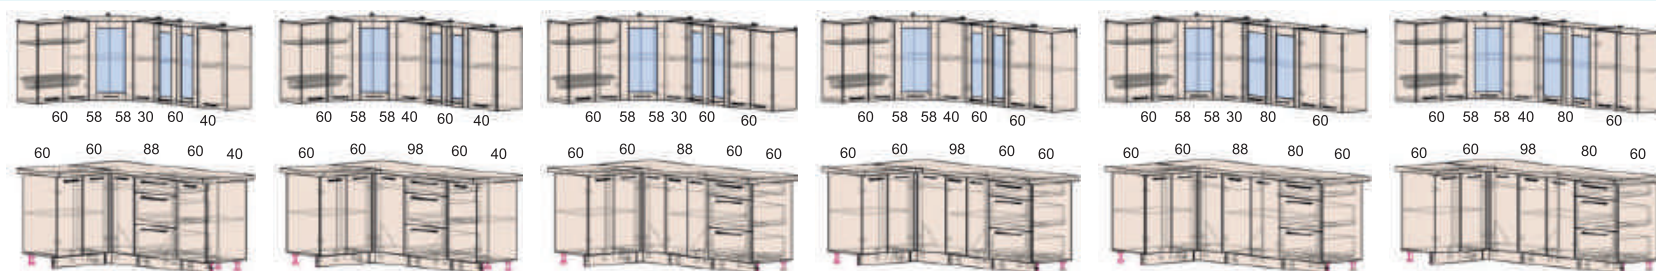 60 58 58 30 60 40
60 58 58 40 60 40
60 58 58 30 60 60
60 58 58 40 60 60
60 58 58 30 80 60
60 58 58 40 80 60
60 60 88 60 40
60 60 98 60 40
60 60 88 60 60
60 60 98 60 60
60 60 88 80 60
60 60 98 80 60